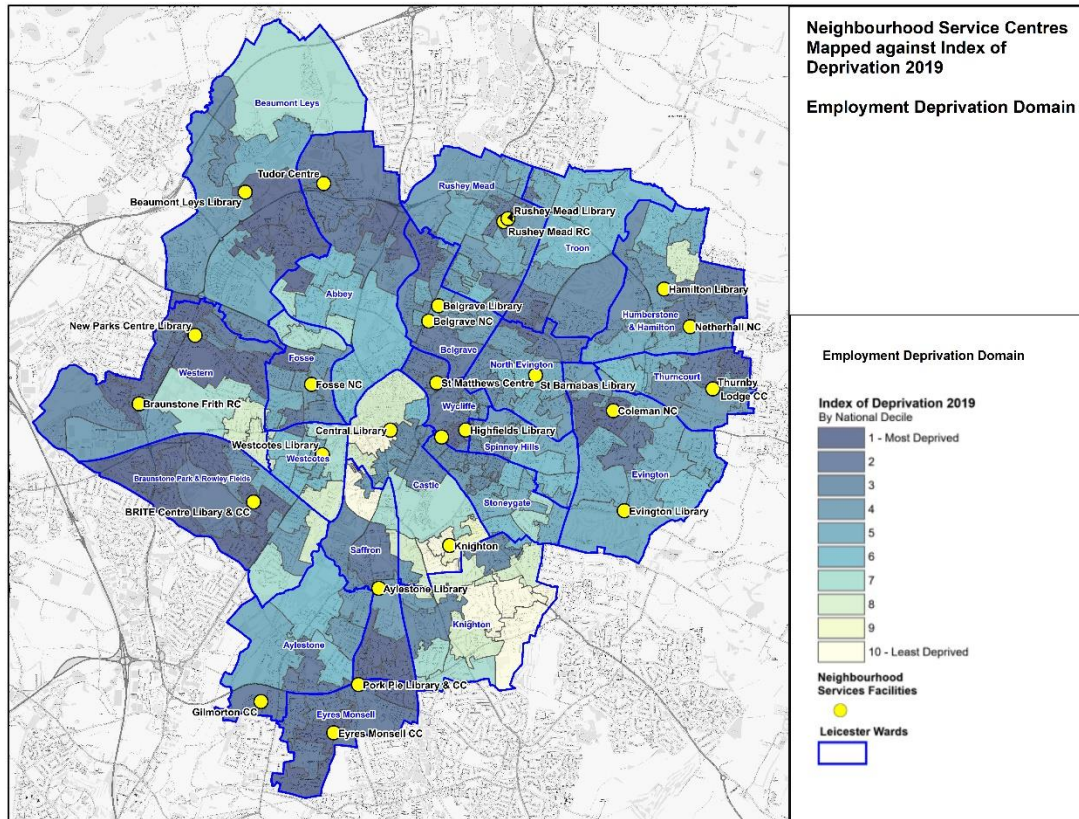 Neighbourhood Service Centres
Mapped against Index of
Deprivation 2019
Employment Deprivation Domain
Beaumont Leys
Tudor Centre
Beaumont Leys Library
Rushey Mead
Rushey Mead Library
Rushey Mead RC
Troon
Abbey
Hamilton Library
Belgrave Library
Belgrave NC
Humberstone
& Hamilton
Netherhall NC
New Parks Centre Library
Fosse
Belgrave
North Evington
Western
Fosse NC
St Matthews Centre
St Barnabas Library
Thurncourt
Thurnby
Lodge CC
Braunstone Frith RC
Wycliffe
Coleman NC
Central Library
Highfields Library
Westcotes Library
Westcotes
Spinney Hills
Braunstone Park & Rowley Fields
Castle
Evington
BRITE Centre Libary & CC
Stoneygate
Evington Library
Saffron
Knighton
Aylestone Library
Knighton
Aylestone
Pork Pie Library & CC
Gilmorton CC
Eyres Monsell
Eyres Monsell CC
Employment Deprivation Domain
Index of Deprivation 2019
By National Decile
1 - Most Deprived
2
3
4
5
6
7
8
9
10 - Least Deprived
Neighbourhood
Services Facilities
Leicester Wards